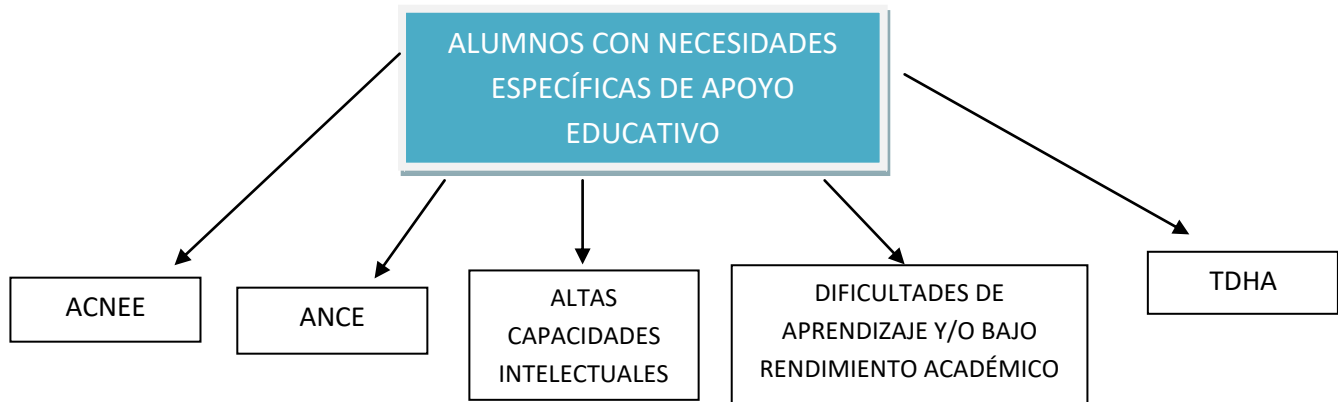 ALUMNOS CON NECESIDADES
ESPECÍFICAS DE APOYO
EDUCATIVO
ACNEE
ANCE
ALTAS
CAPACIDADES
INTELECTUALES
DIFICULTADES DE
APRENDIZAJE Y/O BAJO
RENDIMIENTO ACADÉMICO
TDHA